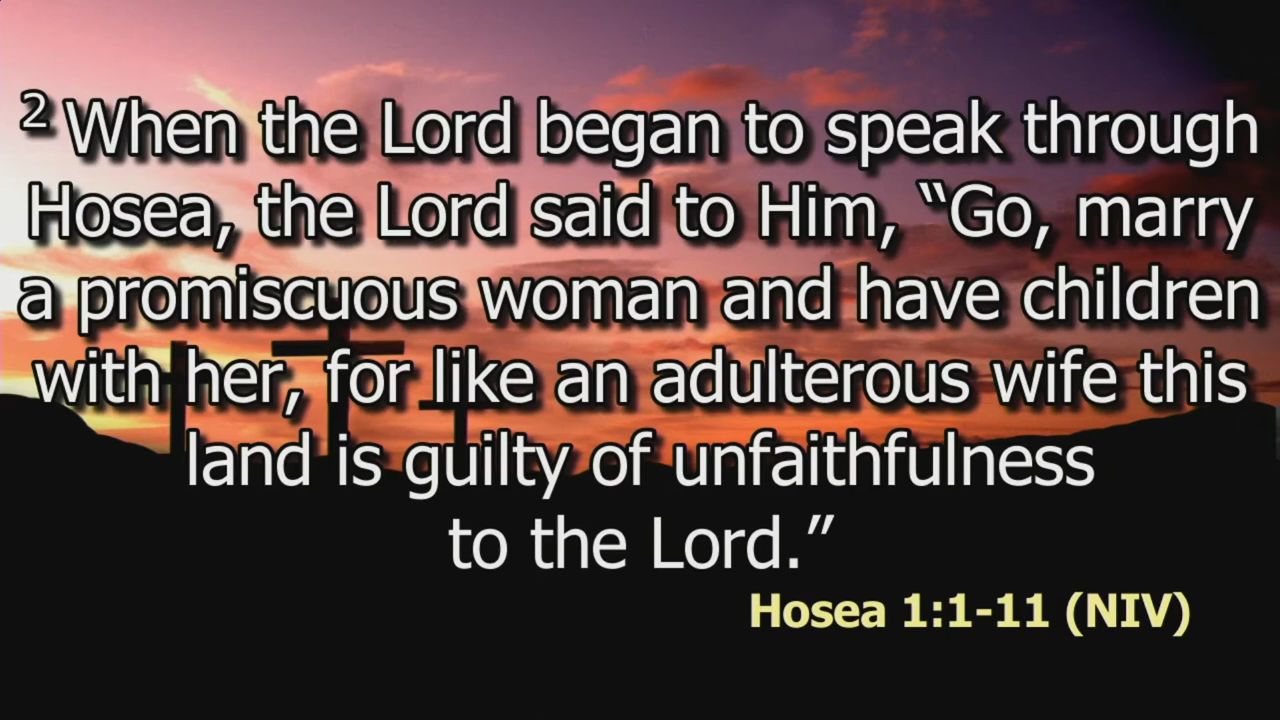 2 When the Lord began to speak through
Hosea, the Lord said to Him, “Go, marry
a promiscuous woman and have children
with her, for like an adulterous wife this
land is guilty of unfaithfulness
to the Lord.”
Hosea 1:1-11 (NIV)